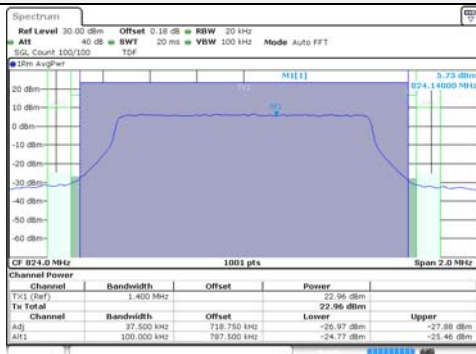 Spectrum
Ref Level 30.00 dBm Offset 0.18 dB RBW 20 kHz
Att 40 dB SWT 20 ms VBW 100 kHz Mode Auto FFT
SGL Count 100/100 TDF
1Rm AvgPwr
M1[1] 5.73 dBm
824.14000 MHz
TX1
20 dBm
10 dBm
M1
0 dBm
-10 dBm
-20 dBm
-30 dBm
-40 dBm
-50 dBm
-60 dBm
CF 824.0 MHz 1001 pts Span 2.0 MHz
Channel Power
Channel Bandwidth Offset Power
TX1 (Ref) 1.400 MHz 22.96 dBm
Tx Total 22.96 dBm
Channel Bandwidth Offset Lower Upper
Adj 37.500 kHz 718.750 kHz -26.97 dBm -27.88 dBm
Alt1 100.000 kHz 787.500 kHz -24.77 dBm -25.46 dBm